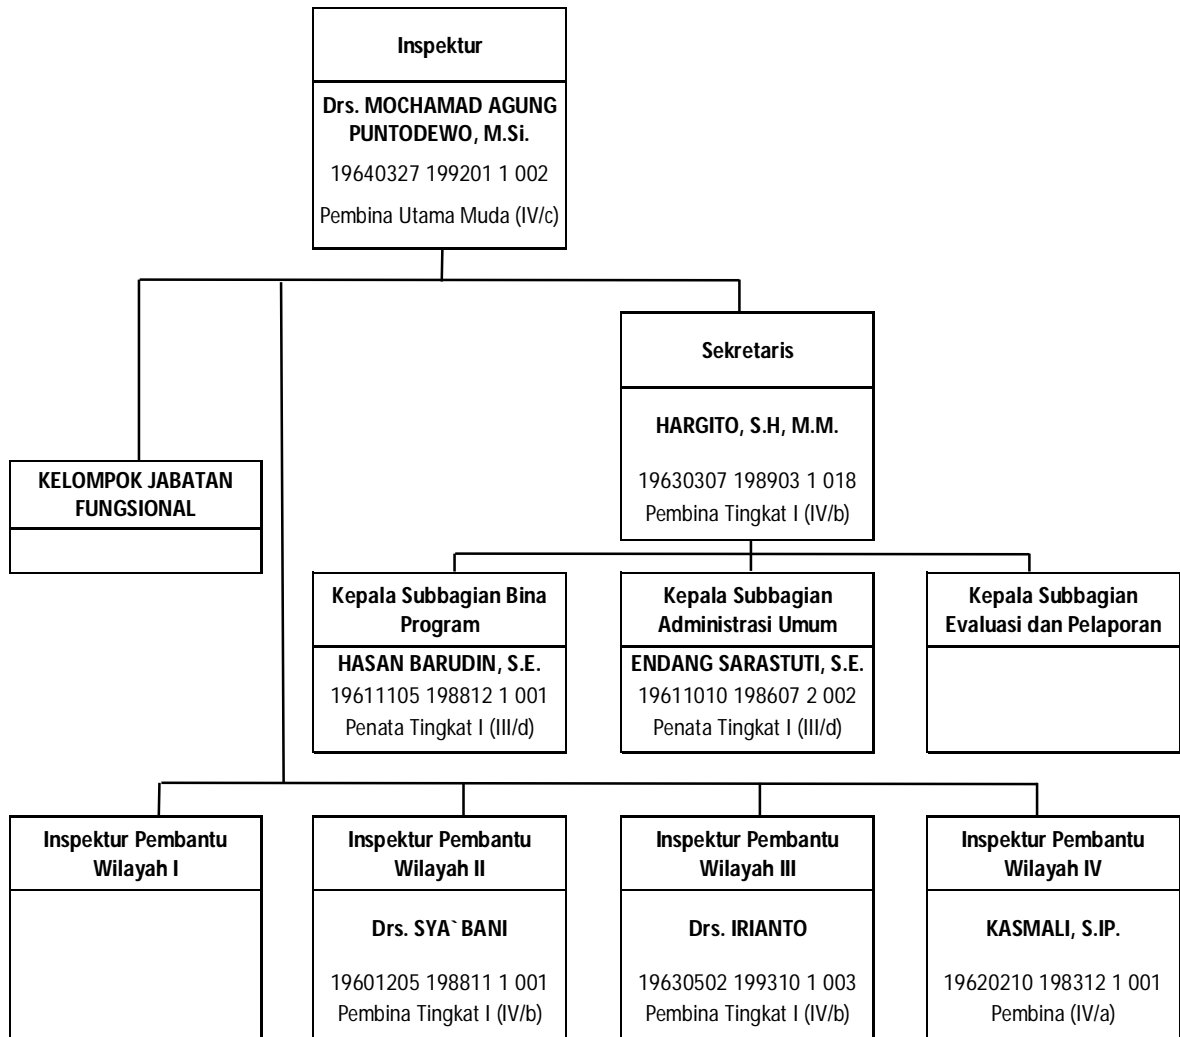 Inspektur
Drs. MOCHAMAD AGUNG
PUNTODEWO, M.Si.
19640327 199201 1 002
Pembina Utama Muda (IV/c)
Sekretaris
HARGITO, S.H, M.M.
19630307 198903 1 018
Pembina Tingkat I (IV/b)
KELOMPOK JABATAN
FUNGSIONAL
Kepala Subbagian Bina
Program
HASAN BARUDIN, S.E.
19611105 198812 1 001
Penata Tingkat I (III/d)
Kepala Subbagian
Administrasi Umum
ENDANG SARASTUTI, S.E.
19611010 198607 2 002
Penata Tingkat I (III/d)
Kepala Subbagian
Evaluasi dan Pelaporan
Inspektur Pembantu
Wilayah I
Inspektur Pembantu
Wilayah II
Drs. SYA`BANI
19601205 198811 1 001
Pembina Tingkat I (IV/b)
Inspektur Pembantu
Wilayah III
Drs. IRIANTO
19630502 199310 1 003
Pembina Tingkat I (IV/b)
Inspektur Pembantu
Wilayah IV
KASMALI, S.IP.
19620210 198312 1 001
Pembina (IV/a)